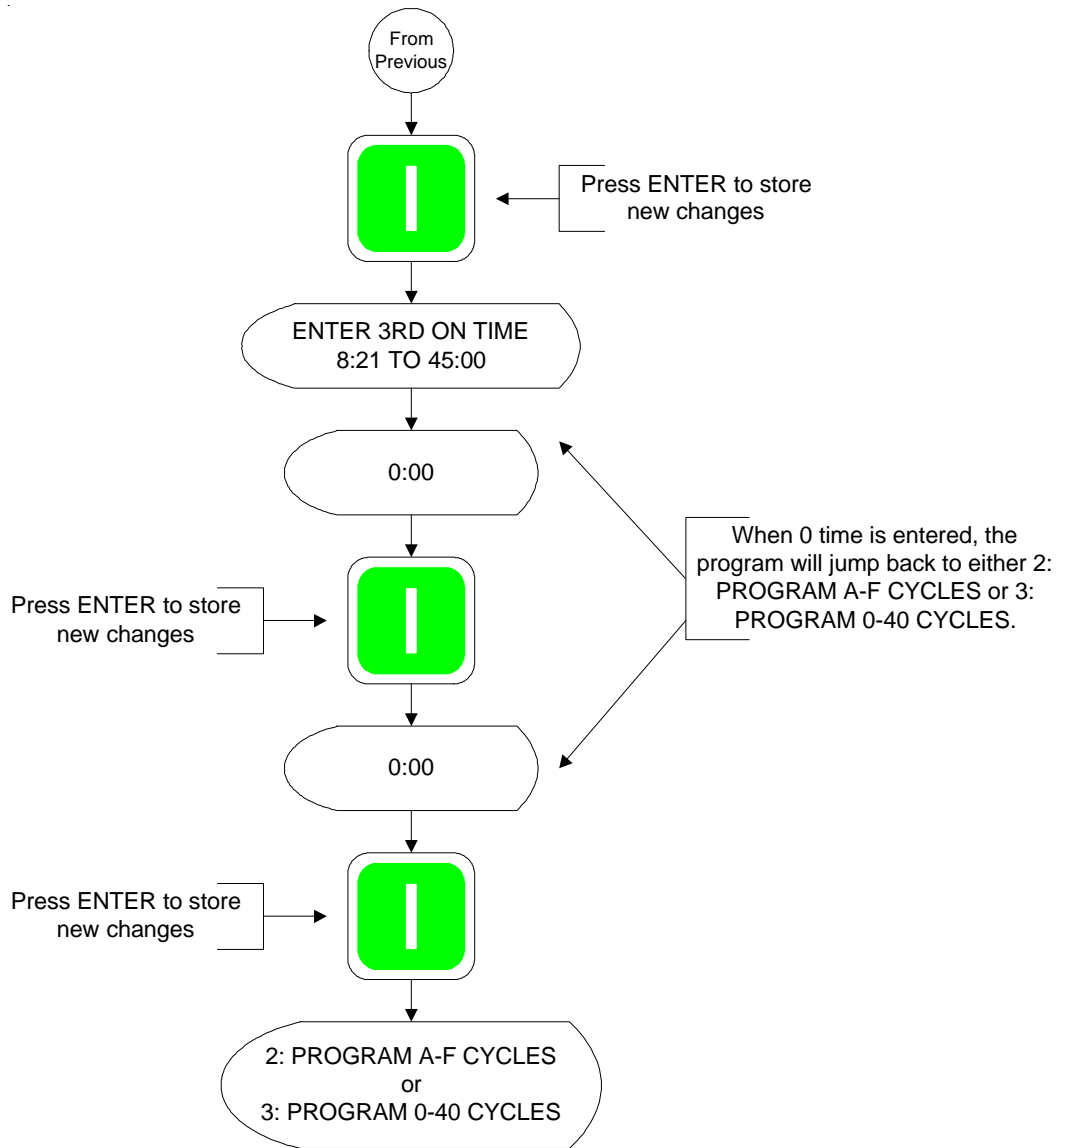 From
Previous
Press ENTER to store
new changes
ENTER 3RD ON TIME
8:21 TO 45:00
0:00
When 0 time is entered, the
program will jump back to either 2:
PROGRAM A-F CYCLES or 3:
PROGRAM 0-40 CYCLES.
Press ENTER to store
new changes
0:00
Press ENTER to store
new changes
2: PROGRAM A-F CYCLES
or
3: PROGRAM 0-40 CYCLES